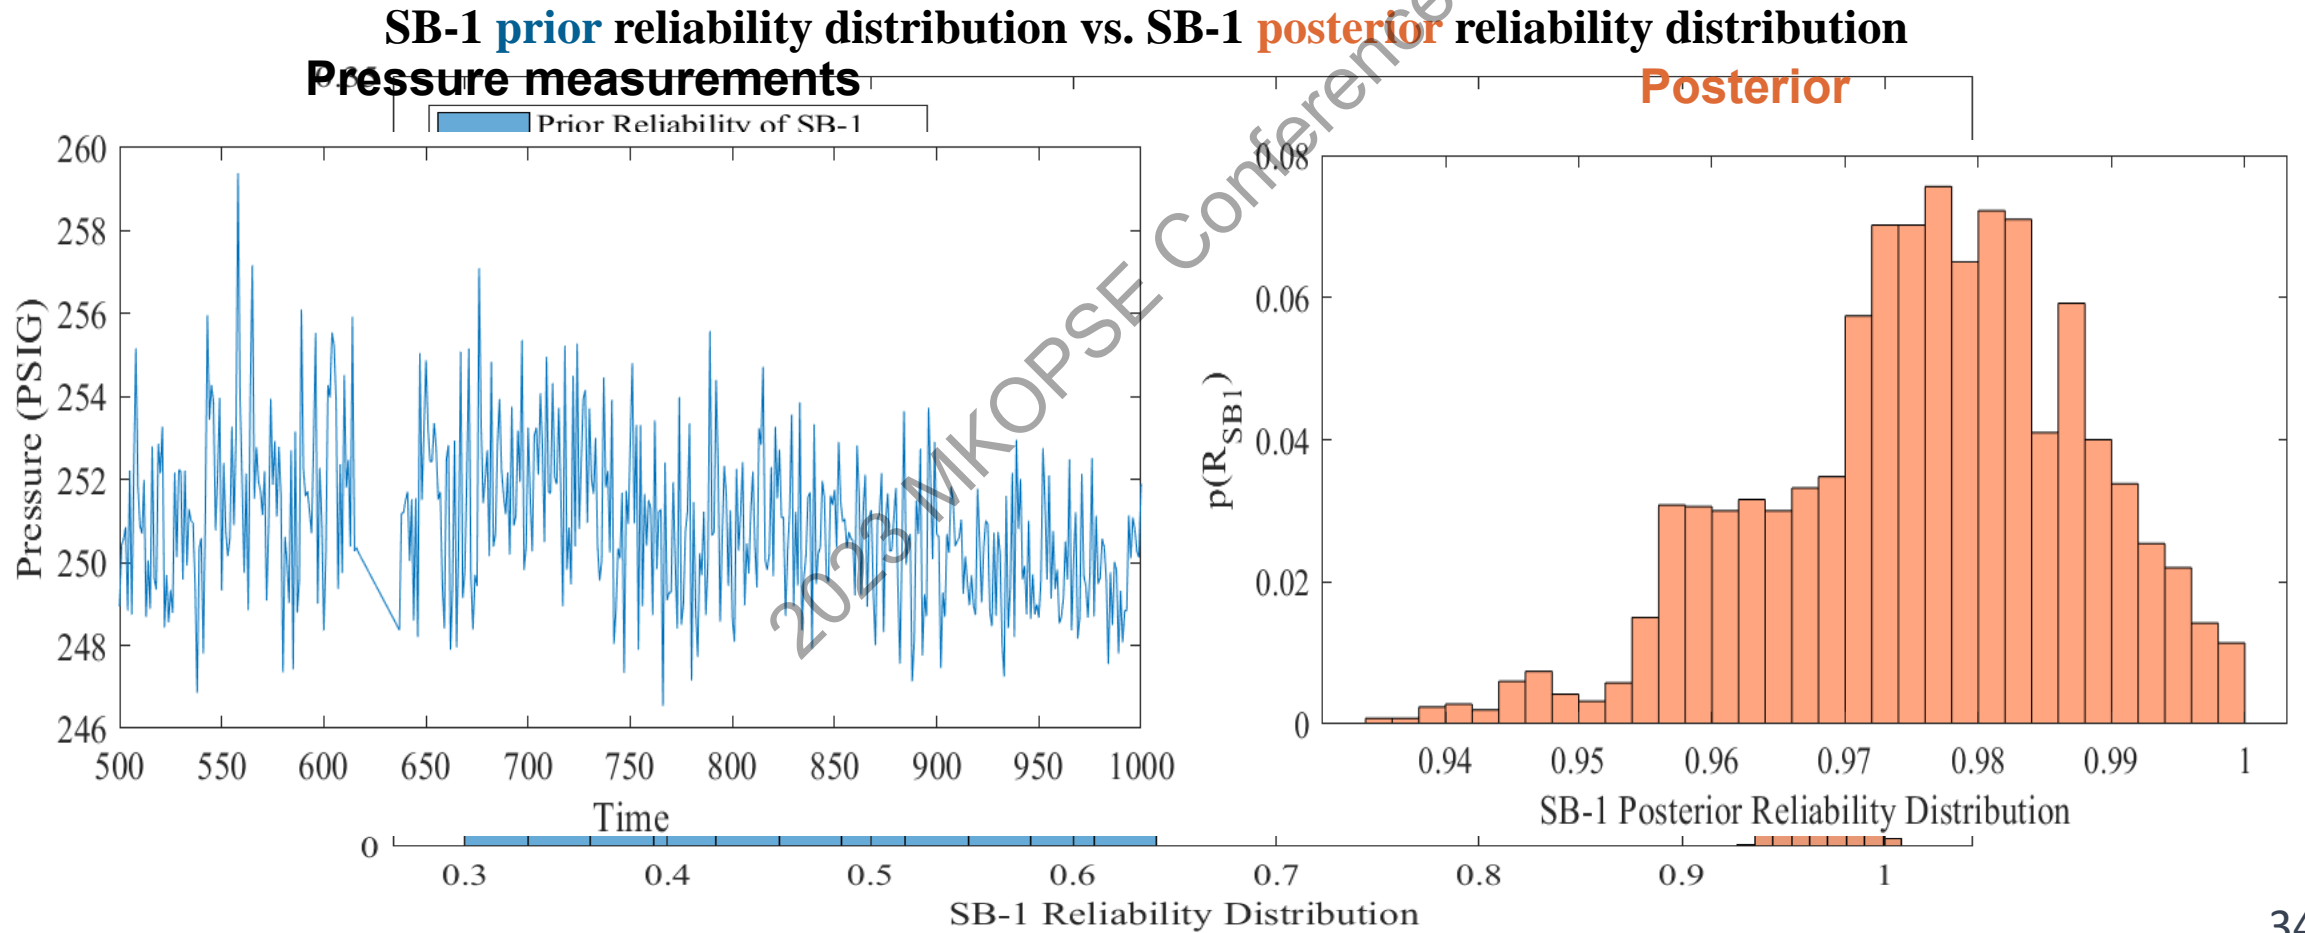 SB-1 prior reliability distribution vs. SB-1 posterior reliability distribution
Pressure measurements
Posterior
Prior Reliability of SB-1
260
258
256
254
252
250
248
246
Pressure (PSIG)
500 550 600 650 700 750 800 850 900 950 1000
Time
0.08
0.06
0.04
0.02
0
p(R_SB1)
0.94 0.95 0.96 0.97 0.98 0.99 1
SB-1 Posterior Reliability Distribution
0
0.3 0.4 0.5 0.6 0.7 0.8 0.9 1
SB-1 Reliability Distribution
2023 MKOPSE Conference
34